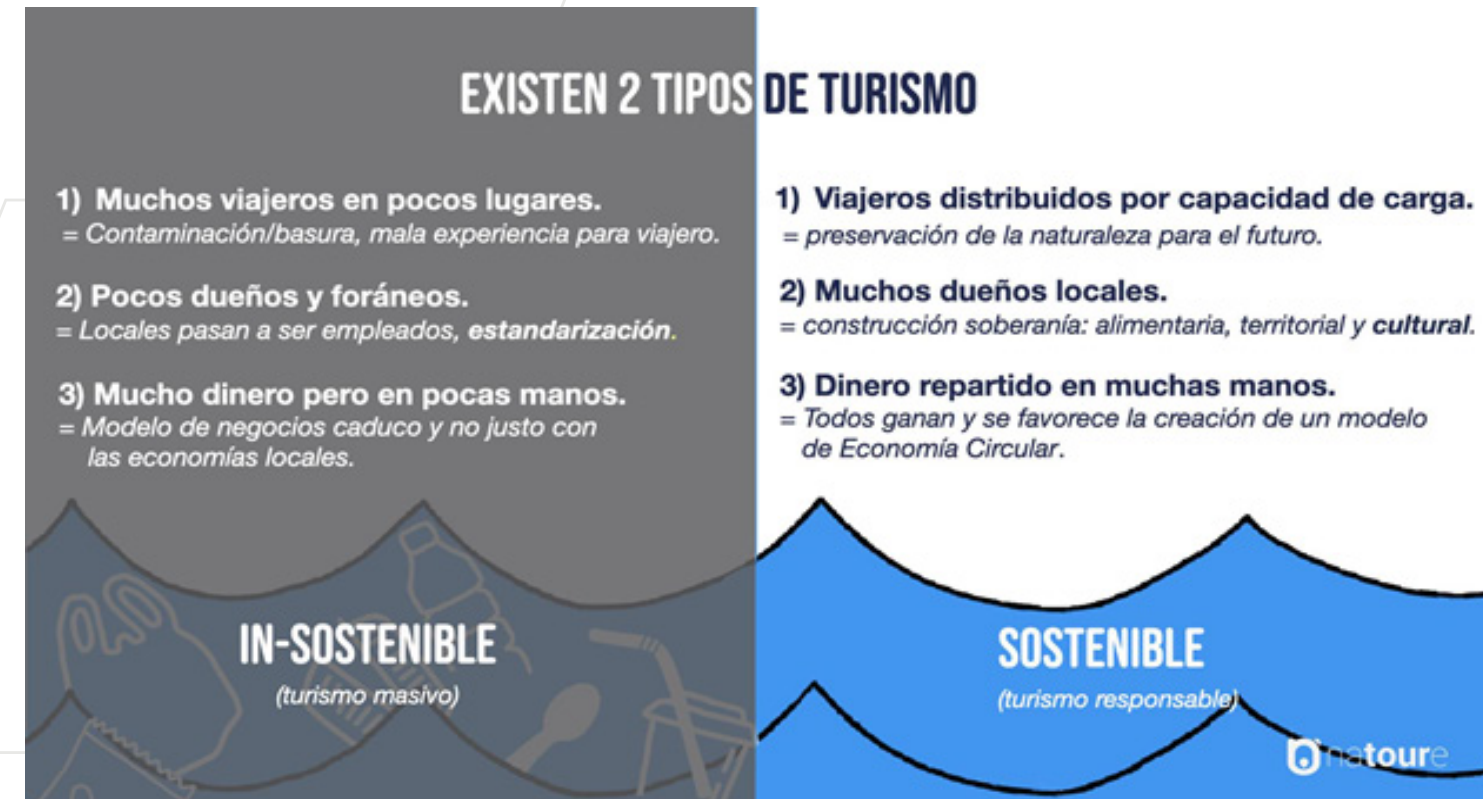 EXISTEN 2 TIPOS DE TURISMO
1) Muchos viajeros en pocos lugares.
= Contaminación/basura, mala experiencia para viajero.
2) Pocos dueños y foráneos.
= Locales pasan a ser empleados, estandarización.
3) Mucho dinero pero en pocas manos.
= Modelo de negocios caduco y no justo con
las economías locales.
IN-SOSTENIBLE
(turismo masivo)
1) Viajeros distribuidos por capacidad de carga.
= preservación de la naturaleza para el futuro.
2) Muchos dueños locales.
= construcción soberanía: alimentaria, territorial y cultural.
3) Dinero repartido en muchas manos.
= Todos ganan y se favorece la creación de un modelo
de Economía Circular.
SOSTENIBLE
(turismo responsable)
natoure